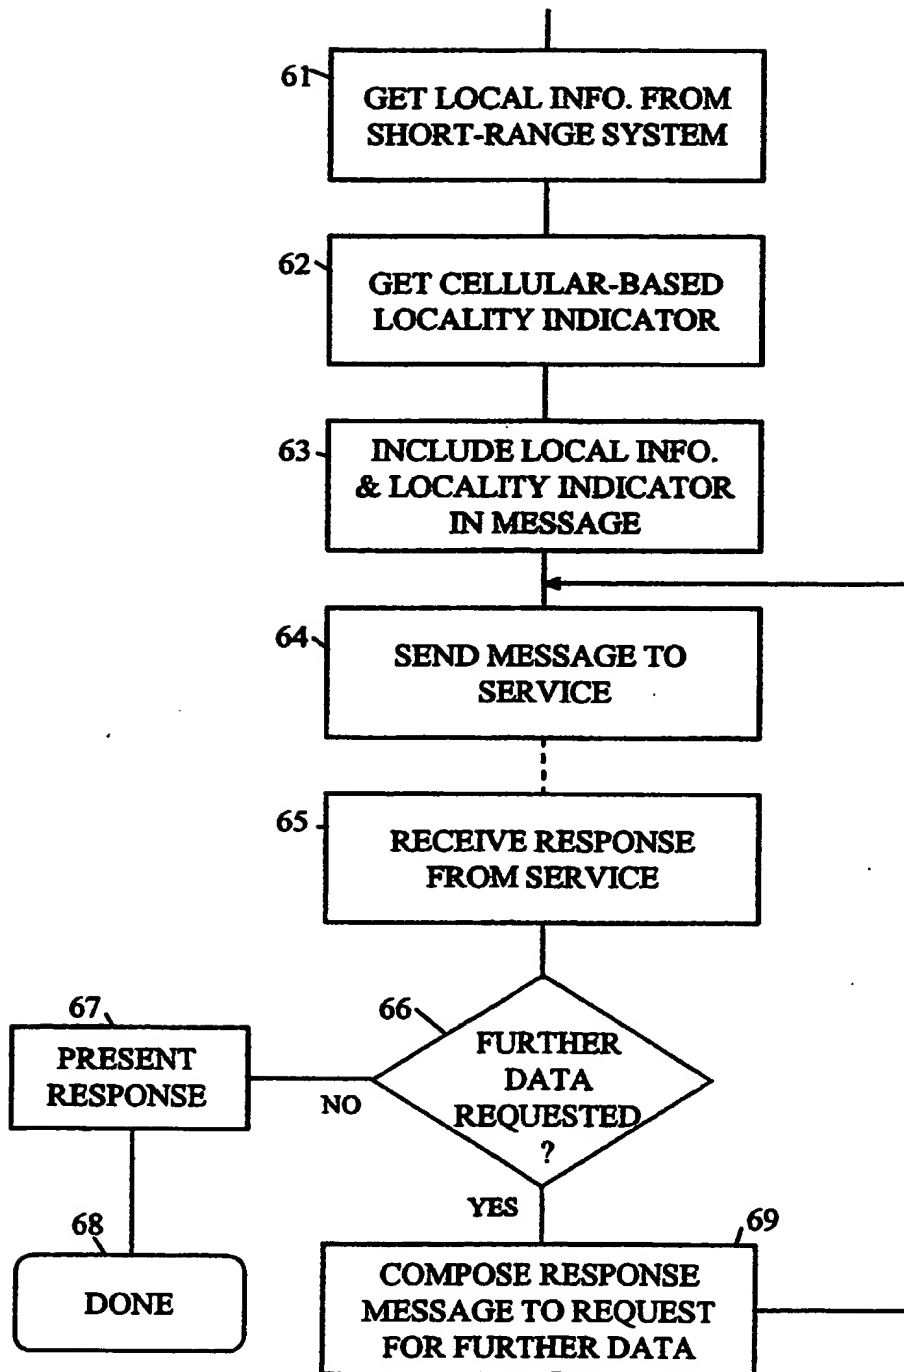 61
GET LOCAL INFO. FROM
SHORT-RANGE SYSTEM
62
GET CELLULAR-BASED
LOCALITY INDICATOR
63
INCLUDE LOCAL INFO.
& LOCALITY INDICATOR
IN MESSAGE
64
SEND MESSAGE TO
SERVICE
65
RECEIVE RESPONSE
FROM SERVICE
66
FURTHER
DATA
REQUESTED
?
NO
67
PRESENT
RESPONSE
68
DONE
YES
69
COMPOSE RESPONSE
MESSAGE TO REQUEST
FOR FURTHER DATA